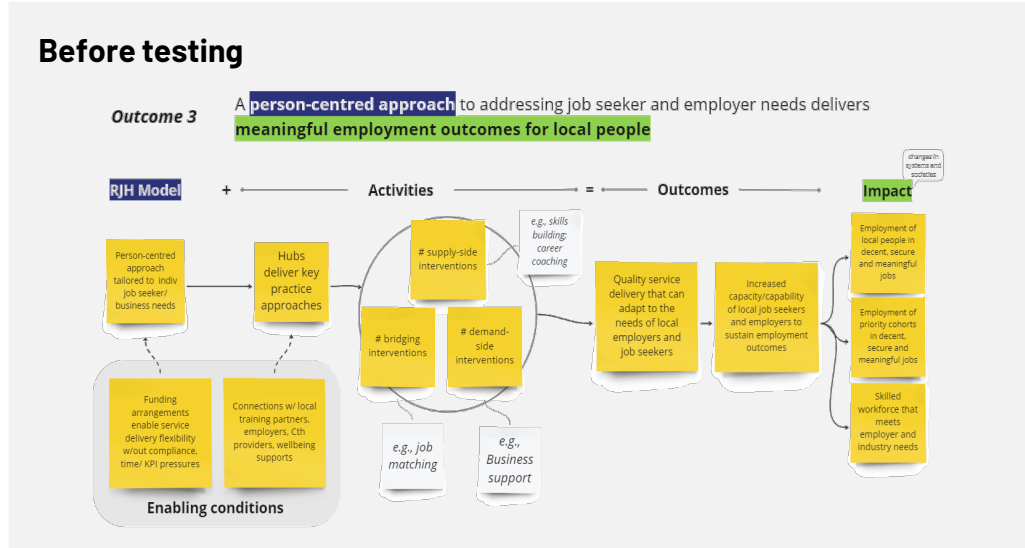 Before testing
Outcome 3
A person-centred approach to addressing job seeker and employer needs delivers
meaningful employment outcomes for local people
changes in
systems and
societies
RJH Model + Activities = Outcomes Impact
Person-centred
approach
tailored to indiv
job seeker/
business needs
Hubs
deliver key
practice
approaches
# supply-side
interventions
e.g., skills
building;
career
coaching
# bridging
interventions
# demand-
side
interventions
e.g., job
matching
e.g.,
Business
support
Quality service
delivery that can
adapt to the
needs of local
employers and
job seekers
Increased
capacity/capability
of local job seekers
and employers to
sustain employment
outcomes
Employment of
local people in
decent, secure
and meaningful
jobs
Employment of
priority cohorts
in decent,
secure and
meaningful jobs
Skilled
workforce that
meets
employer and
industry needs
Funding
arrangements
enable service
delivery flexibility
w/out compliance,
time/ KPI pressures
Connections w/ local
training partners,
employers, Cth
providers, wellbeing
supports
Enabling conditions